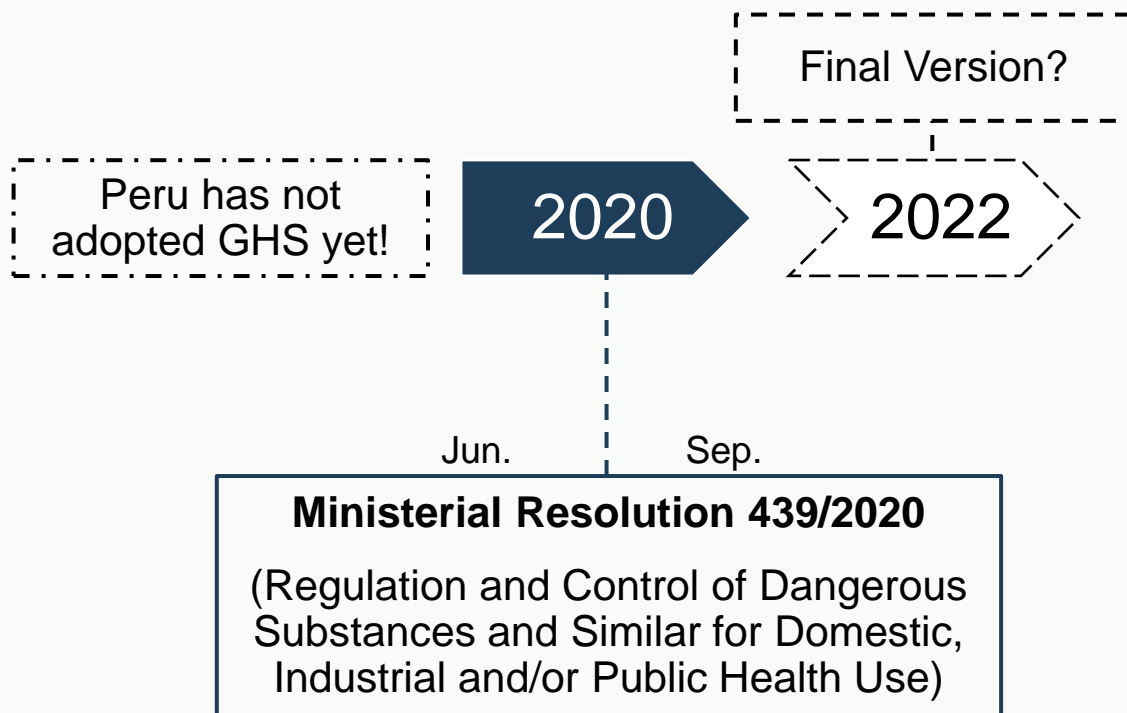 Final Version?
Peru has not
adopted GHS yet!
2020
2022
Jun.
Sep.
Ministerial Resolution 439/2020
(Regulation and Control of Dangerous
Substances and Similar for Domestic,
Industrial and/or Public Health Use)